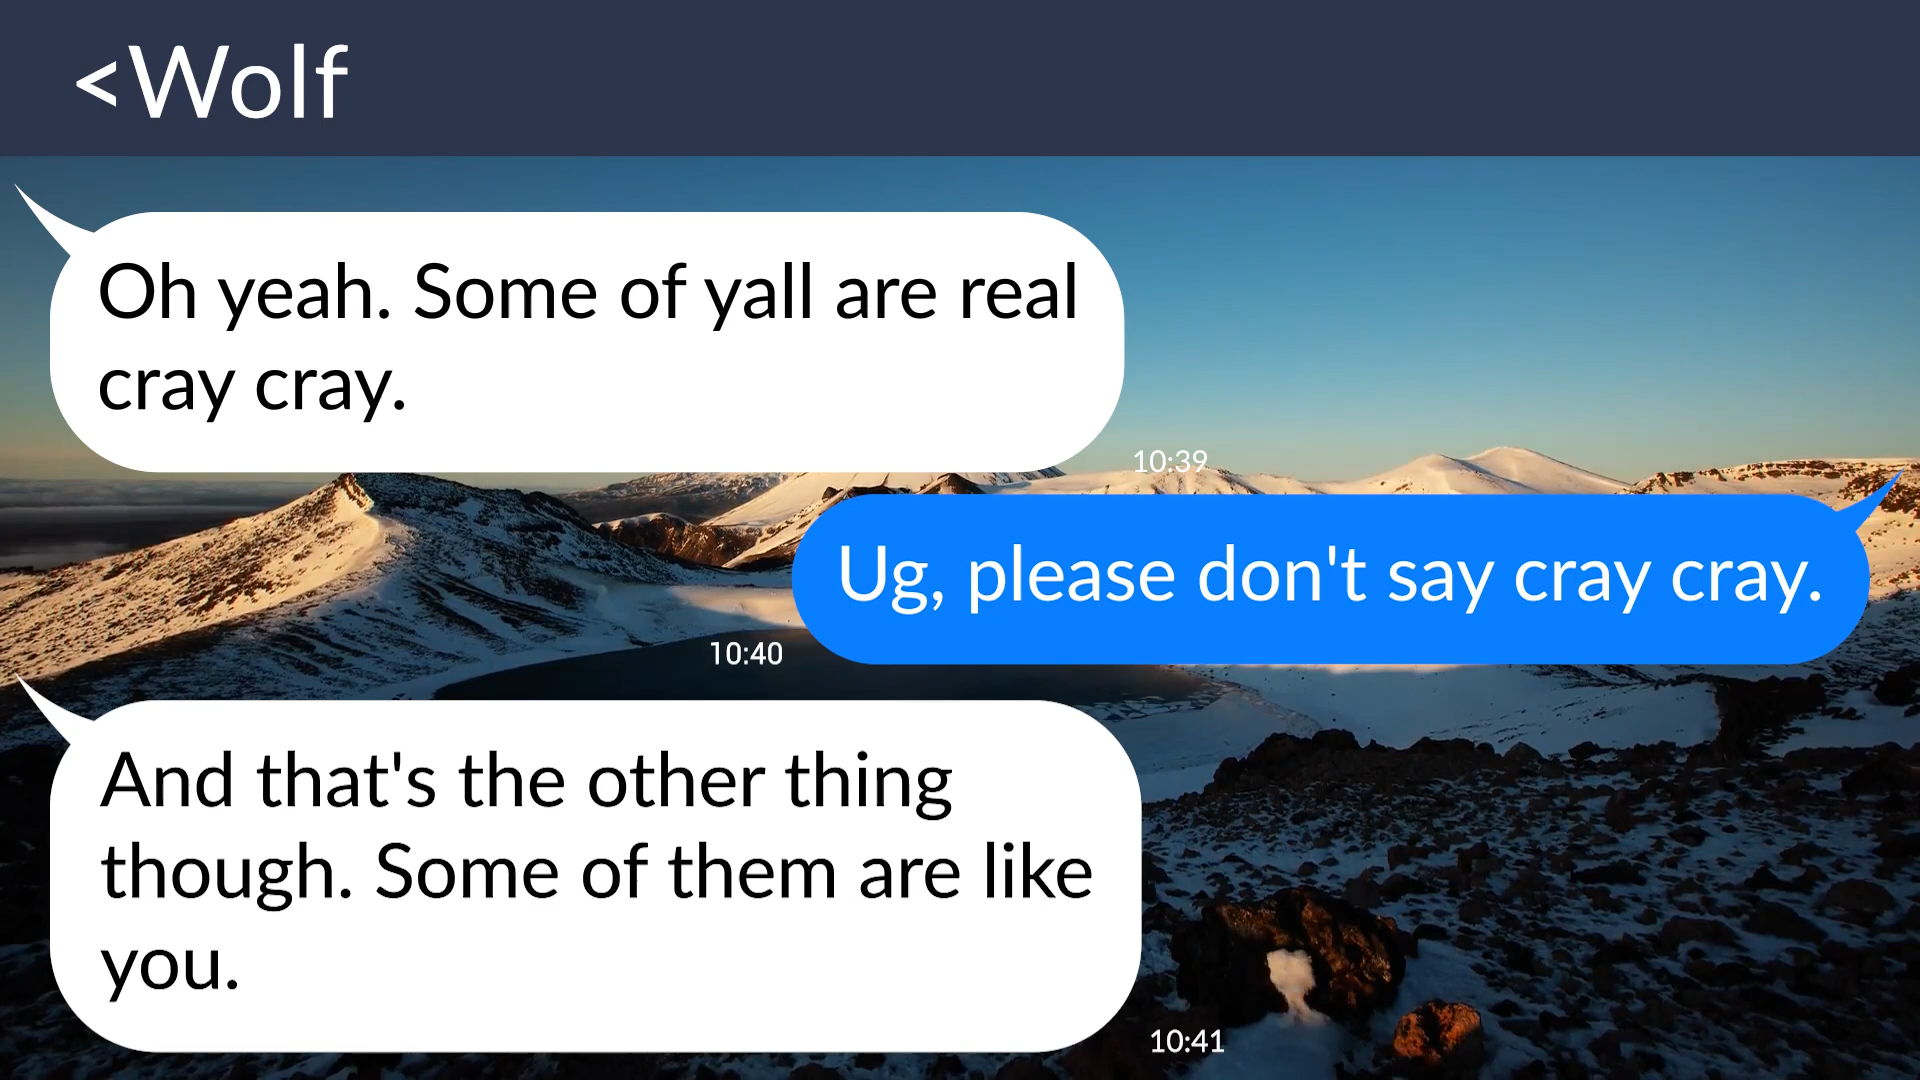 <Wolf
Oh yeah. Some of yall are real
cray cray.
10:39
Ug, please don't say cray cray.
10:40
And that's the other thing
though. Some of them are like
you.
10:41